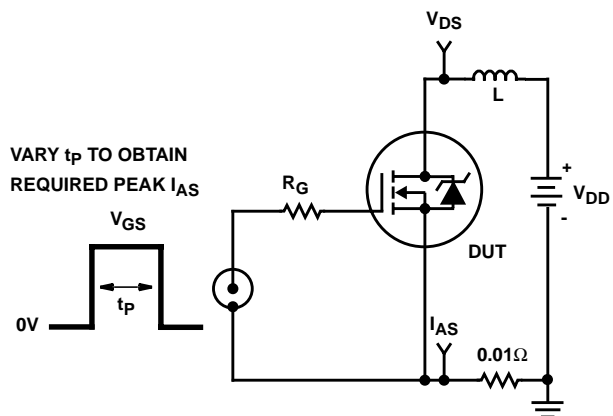 V_DS
L
VARY t_P TO OBTAIN
REQUIRED PEAK I_AS
R_G
+
V_DD
-
V_GS
DUT
t_P
0V
I_AS
0.01Ω